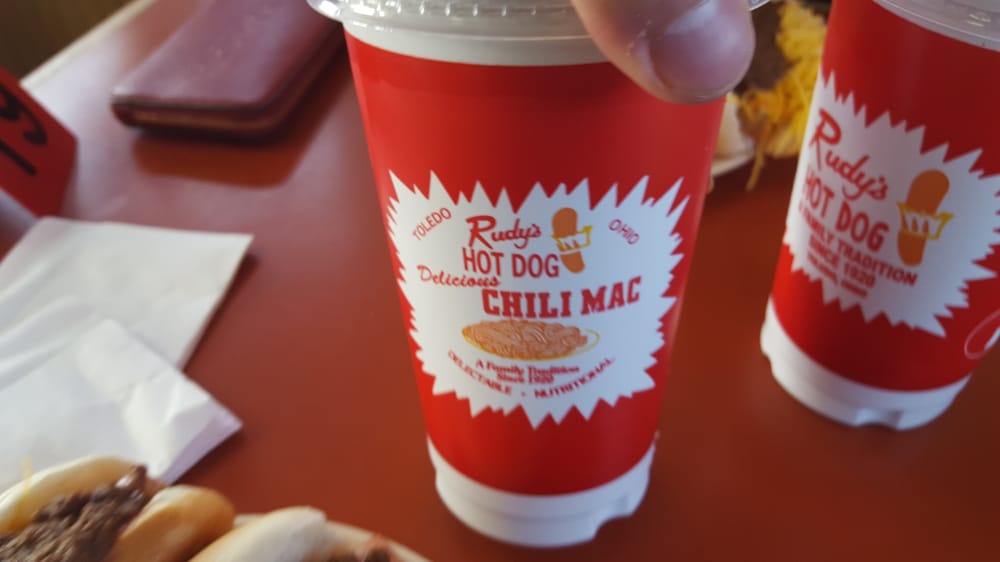 TOLEDO OHIO
Rudy's
HOT DOG
Delicious
CHILI MAC
A Family Tradition
Since 1920
DELECTABLE - NUTRITIONAL
Rudy's
HOT DOG
A FAMILY TRADITION
SINCE 1920